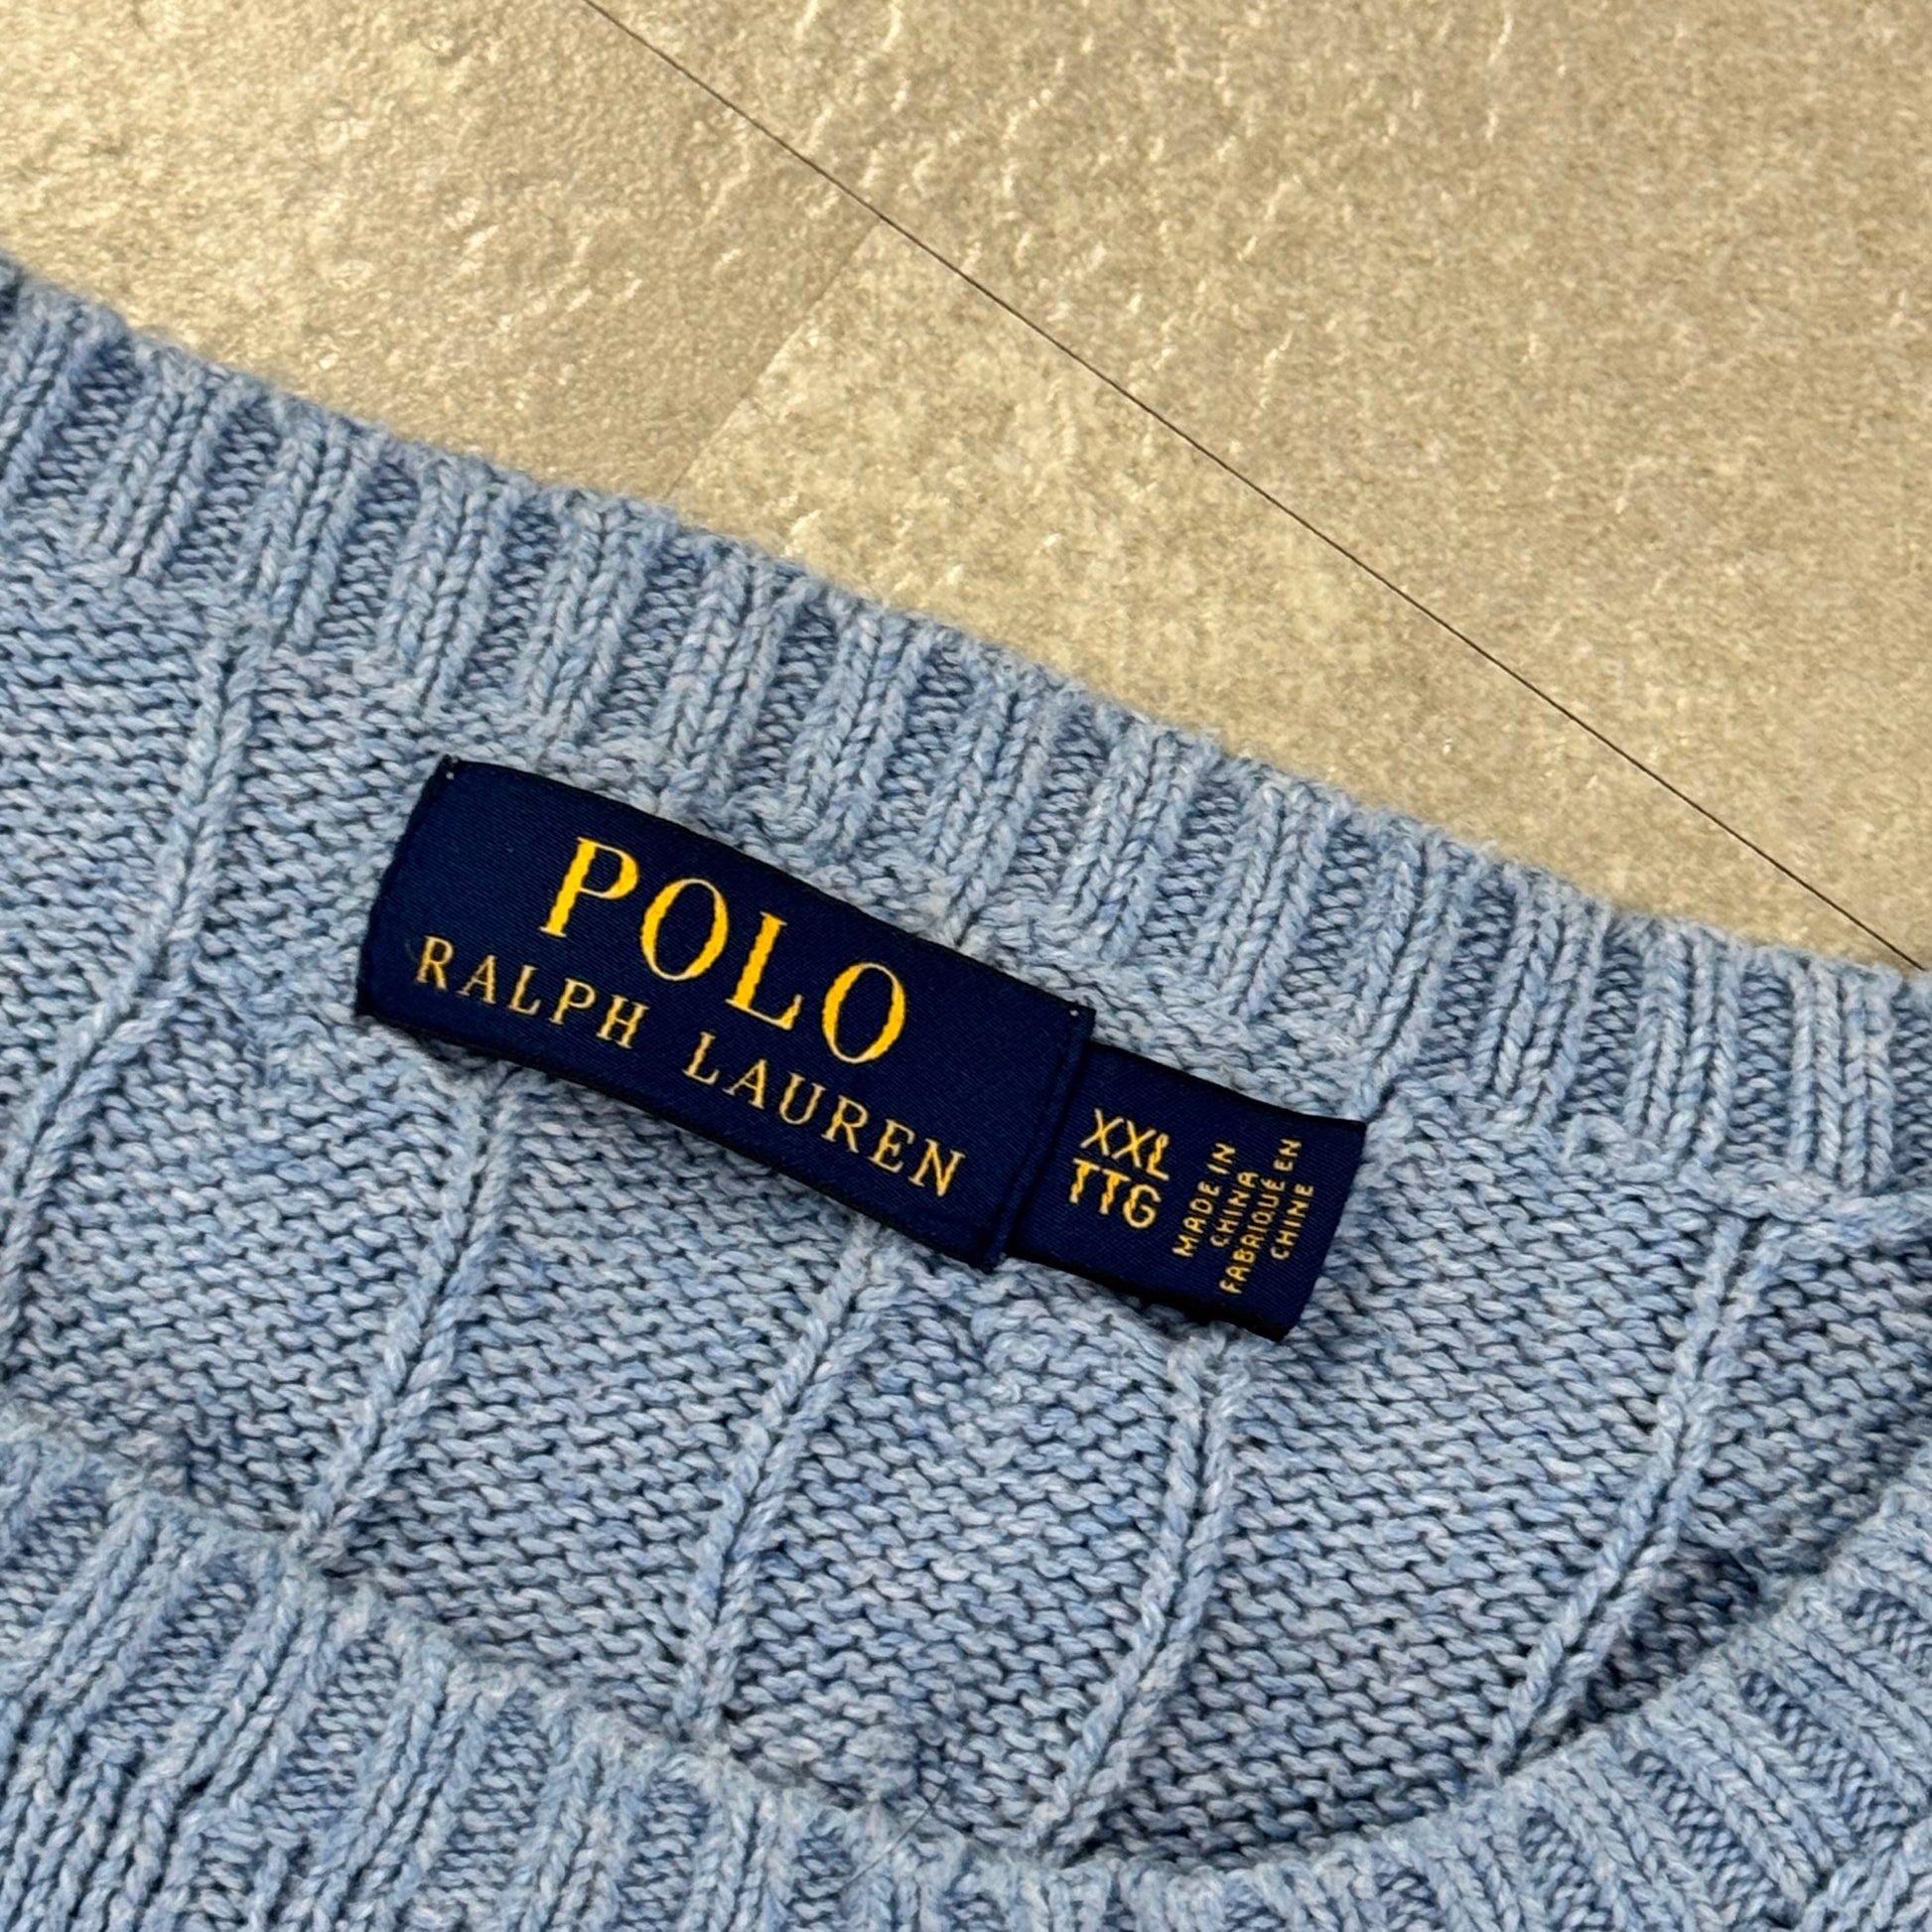 POLO
RALPH LAUREN
XXL
TTG
MADE IN
CHINA
FABRIQUÉ EN
CHINE